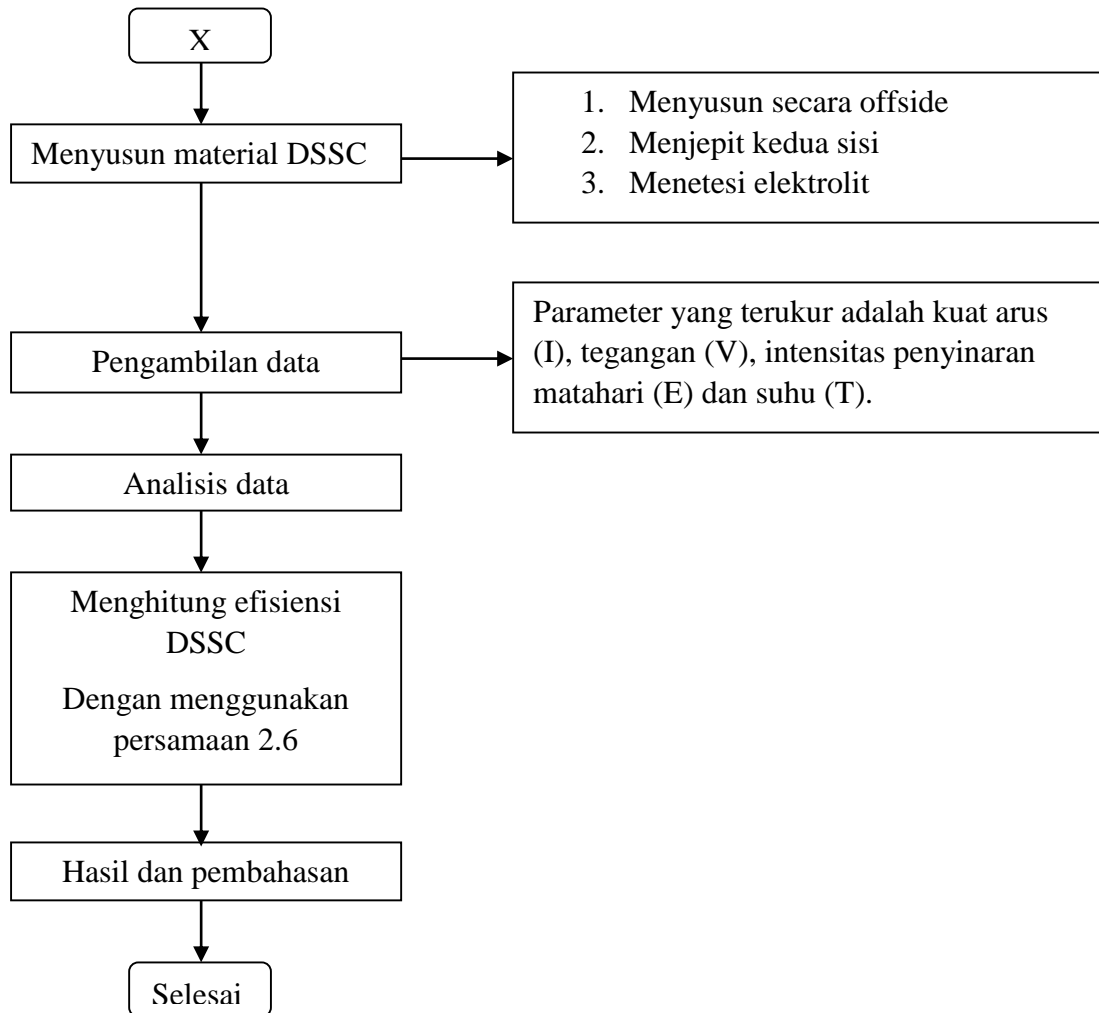 X
Menyusun material DSSC
1. Menyusun secara offside
2. Menjepit kedua sisi
3. Menetesi elektrolit
Pengambilan data
Parameter yang terukur adalah kuat arus
(I), tegangan (V), intensitas penyinaran
matahari (E) dan suhu (T).
Analisis data
Menghitung efisiensi
DSSC
Dengan menggunakan
persamaan 2.6
Hasil dan pembahasan
Selesai